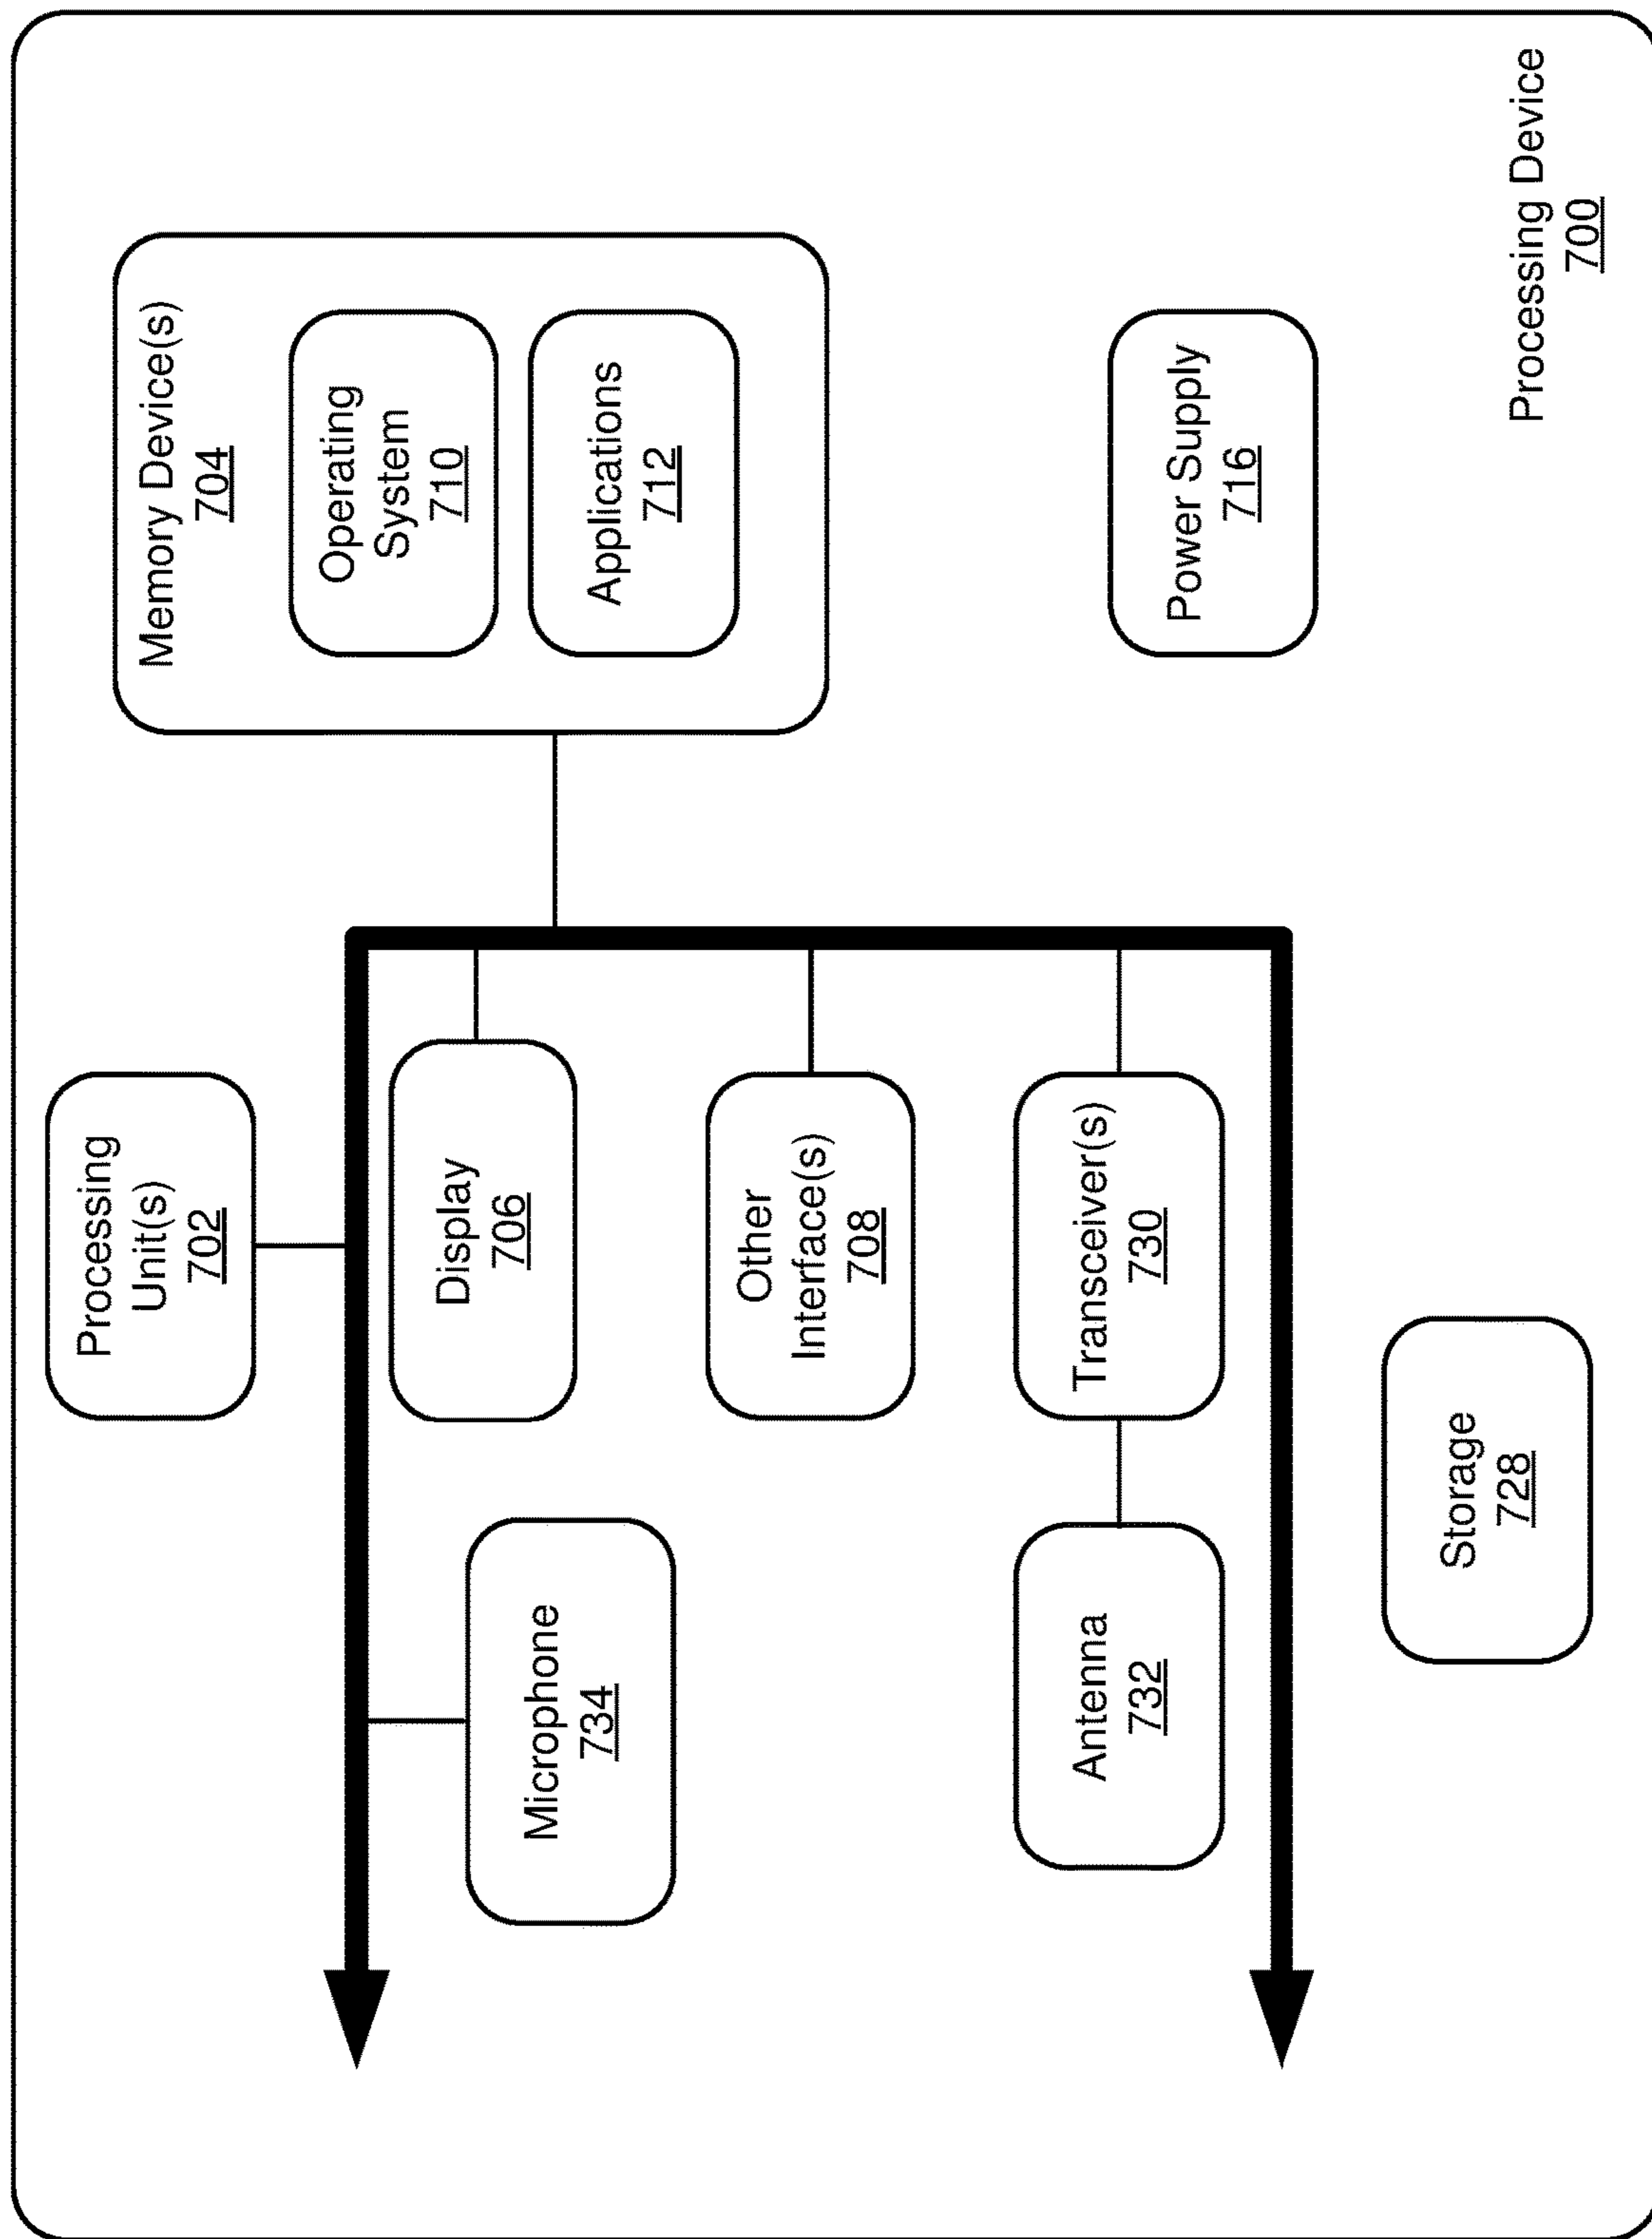 Processing
Unit(s)
702
Memory Device(s)
704
Operating
System
710
Applications
712
Display
706
Microphone
734
Other
Interface(s)
708
Antenna
732
Transceiver(s)
730
Power Supply
716
Storage
728
Processing Device
700